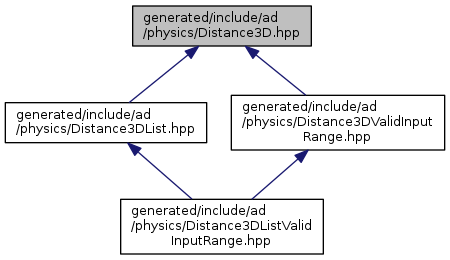 generated/include/ad
/physics/Distance3D.hpp
generated/include/ad
/physics/Distance3DList.hpp
generated/include/ad
/physics/Distance3DValidInput
Range.hpp
generated/include/ad
/physics/Distance3DListValid
InputRange.hpp